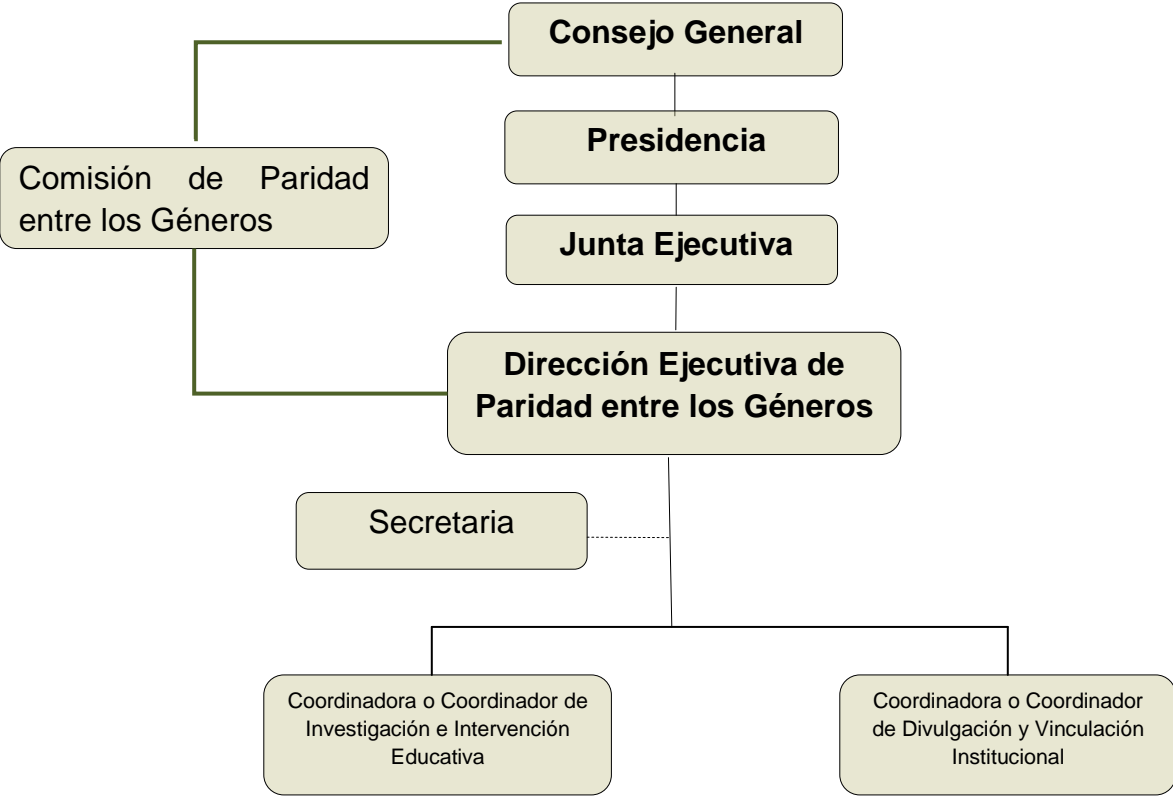 Consejo General
Presidencia
Comisión de Paridad
entre los Géneros
Junta Ejecutiva
Dirección Ejecutiva de
Paridad entre los Géneros
Secretaria
Coordinadora o Coordinador de
Investigación e Intervención
Educativa
Coordinadora o Coordinador
de Divulgación y Vinculación
Institucional